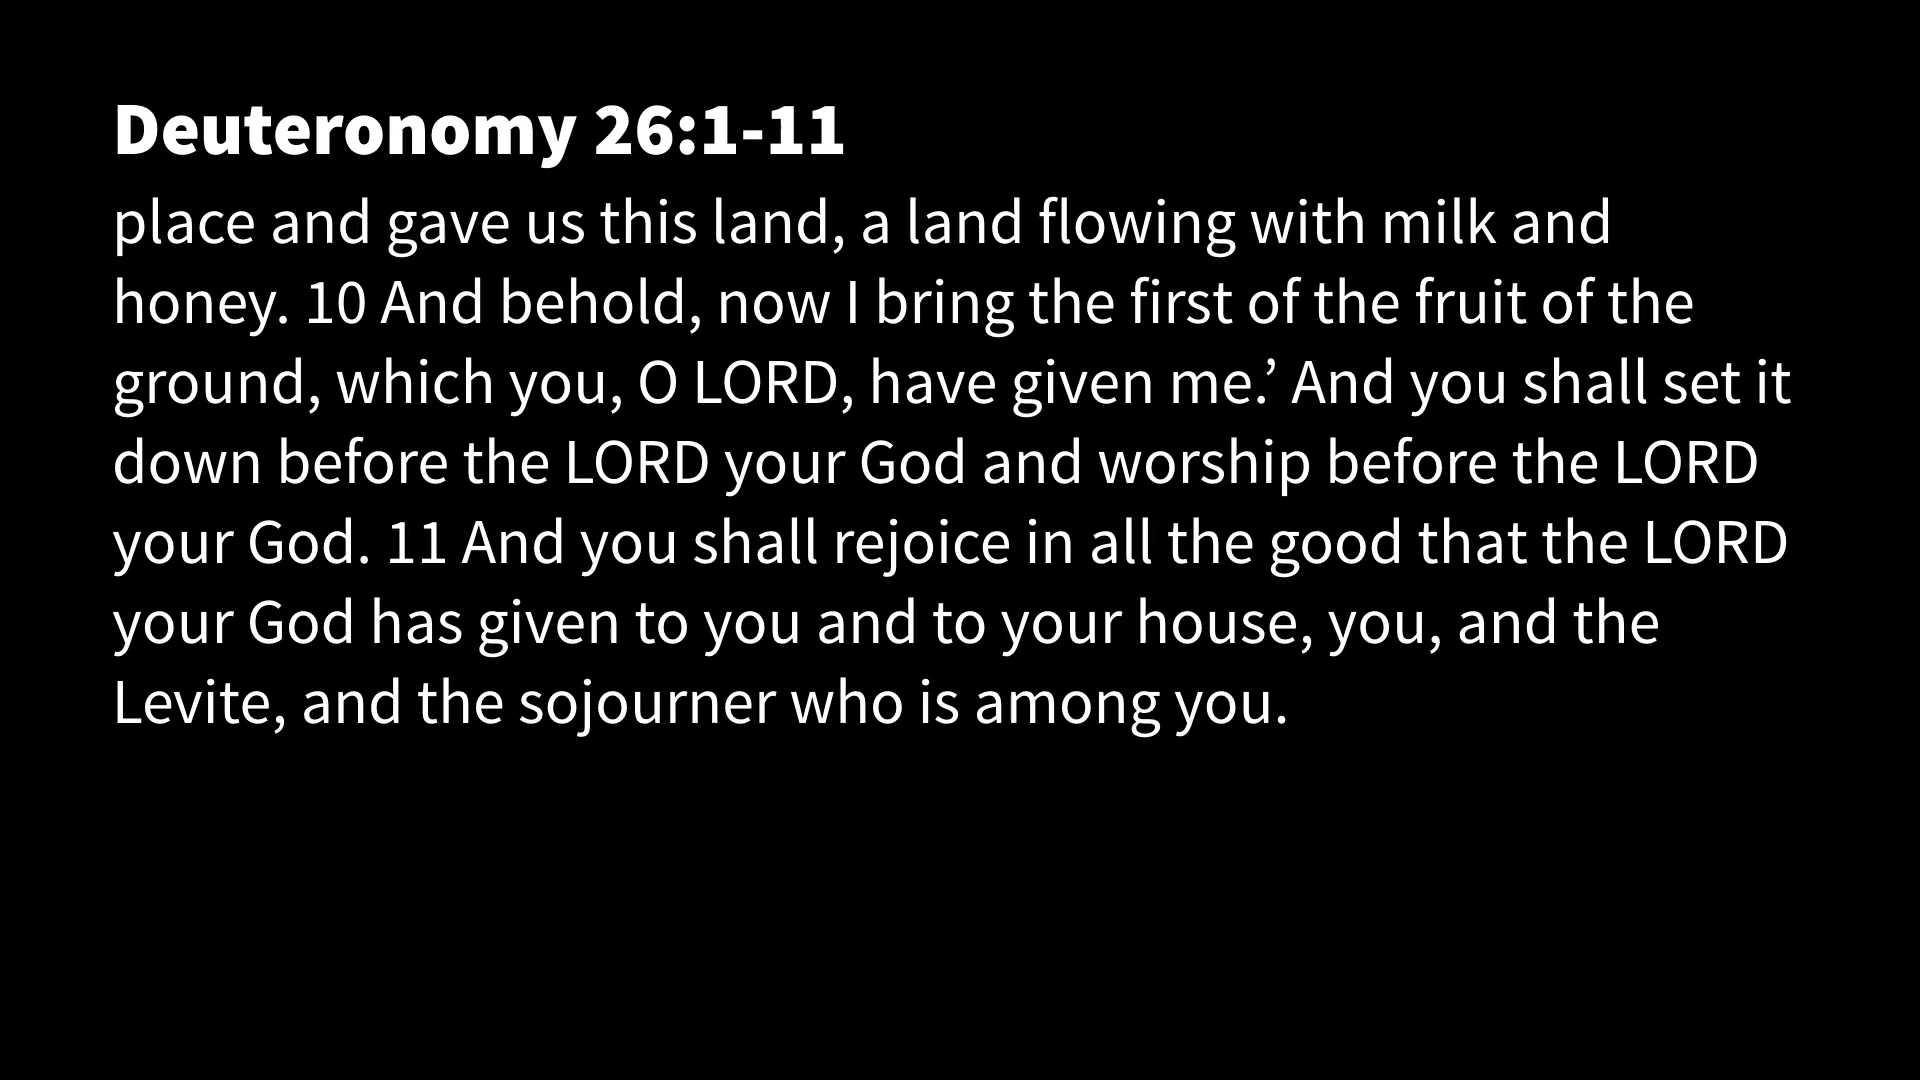 Deuteronomy 26:1-11
place and gave us this land, a land flowing with milk and
honey. 10 And behold, now I bring the first of the fruit of the
ground, which you, O LORD, have given me.’ And you shall set it
down before the LORD your God and worship before the LORD
your God. 11 And you shall rejoice in all the good that the LORD
your God has given to you and to your house, you, and the
Levite, and the sojourner who is among you.